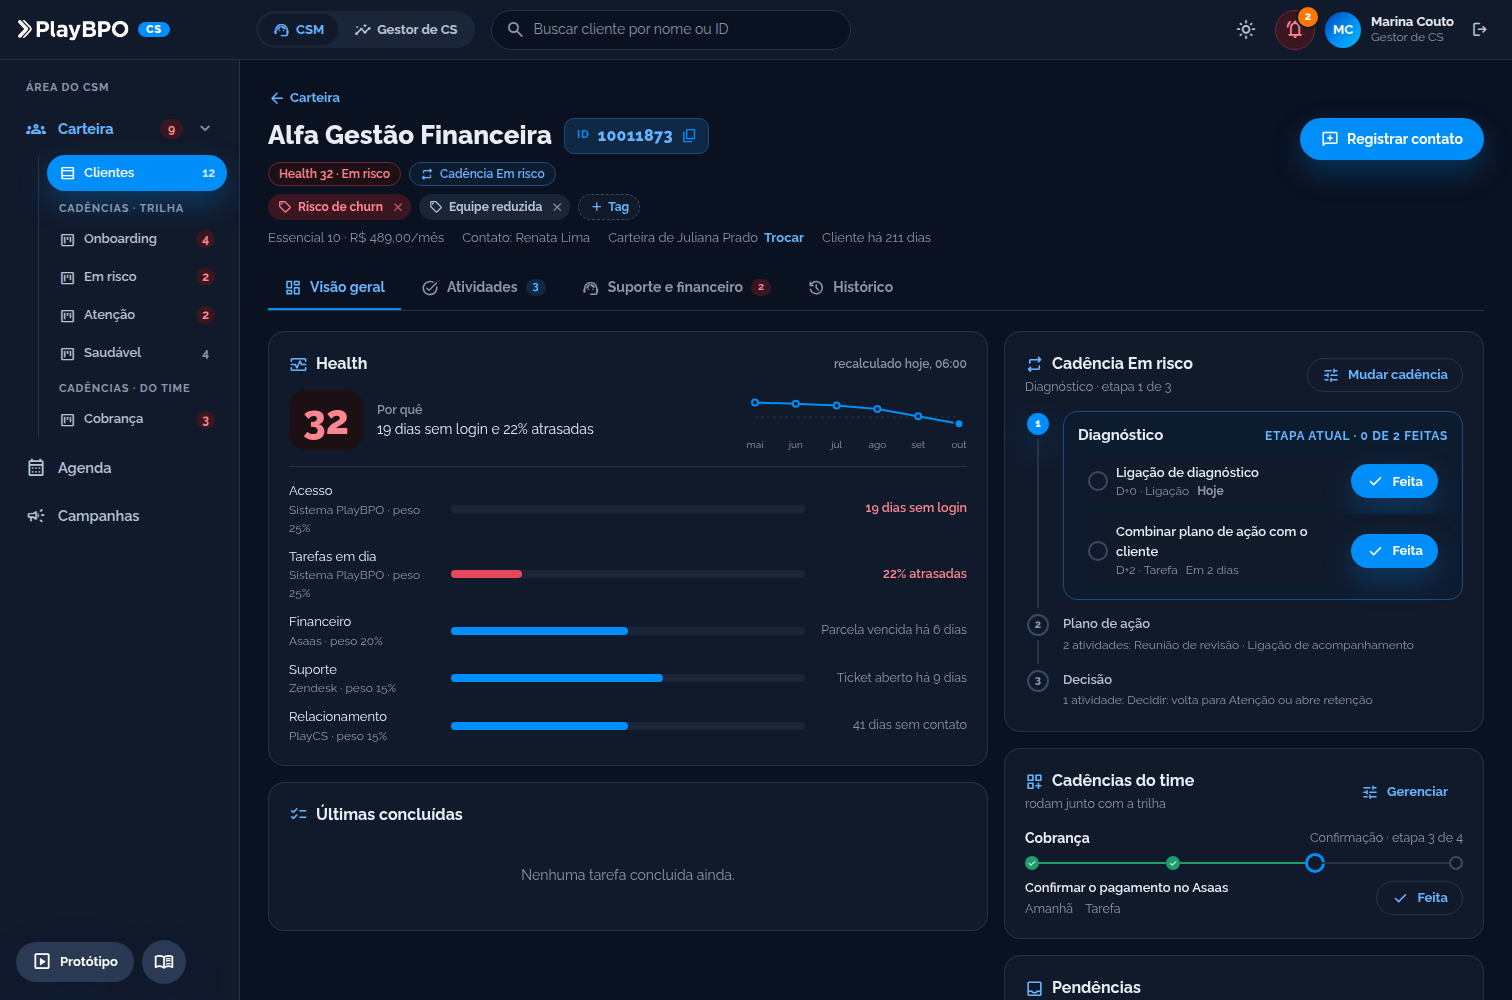 PlayBPO CS
CSM
Gestor de CS
Buscar cliente por nome ou ID
2
MC
Marina Couto
Gestor de CS
ÁREA DO CSM
Carteira 9
Clientes 12
CADÊNCIAS · TRILHA
Onboarding 4
Em risco 2
Atenção 2
Saudável 4
CADÊNCIAS · DO TIME
Cobrança 3
Agenda
Campanhas
Protótipo
Carteira
Alfa Gestão Financeira
ID 10011873
Registrar contato
Health 32 · Em risco
Cadência Em risco
Risco de churn
Equipe reduzida
Tag
Essencial 10 · R$ 489,00/mês Contato: Renata Lima Carteira de Juliana Prado Trocar Cliente há 211 dias
Visão geral
Atividades 3
Suporte e financeiro 2
Histórico
Health
recalculado hoje, 06:00
32
Por quê
19 dias sem login e 22% atrasadas
mai jun jul ago set out
Acesso
Sistema PlayBPO · peso
25%
19 dias sem login
Tarefas em dia
Sistema PlayBPO · peso
25%
22% atrasadas
Financeiro
Asaas · peso 20%
Parcela vencida há 6 dias
Suporte
Zendesk · peso 15%
Ticket aberto há 9 dias
Relacionamento
PlayCS · peso 15%
41 dias sem contato
Últimas concluídas
Nenhuma tarefa concluída ainda.
Cadência Em risco
Diagnóstico · etapa 1 de 3
Mudar cadência
1
Diagnóstico
ETAPA ATUAL · 0 DE 2 FEITAS
Ligação de diagnóstico
D+0 · Ligação Hoje
Feita
Combinar plano de ação com o
cliente
D+2 · Tarefa Em 2 dias
Feita
2
Plano de ação
2 atividades: Reunião de revisão · Ligação de acompanhamento
3
Decisão
1 atividade: Decidir: volta para Atenção ou abre retenção
Cadências do time
rodam junto com a trilha
Gerenciar
Cobrança
Confirmação · etapa 3 de 4
Confirmar o pagamento no Asaas
Amanhã Tarefa
Feita
Pendências